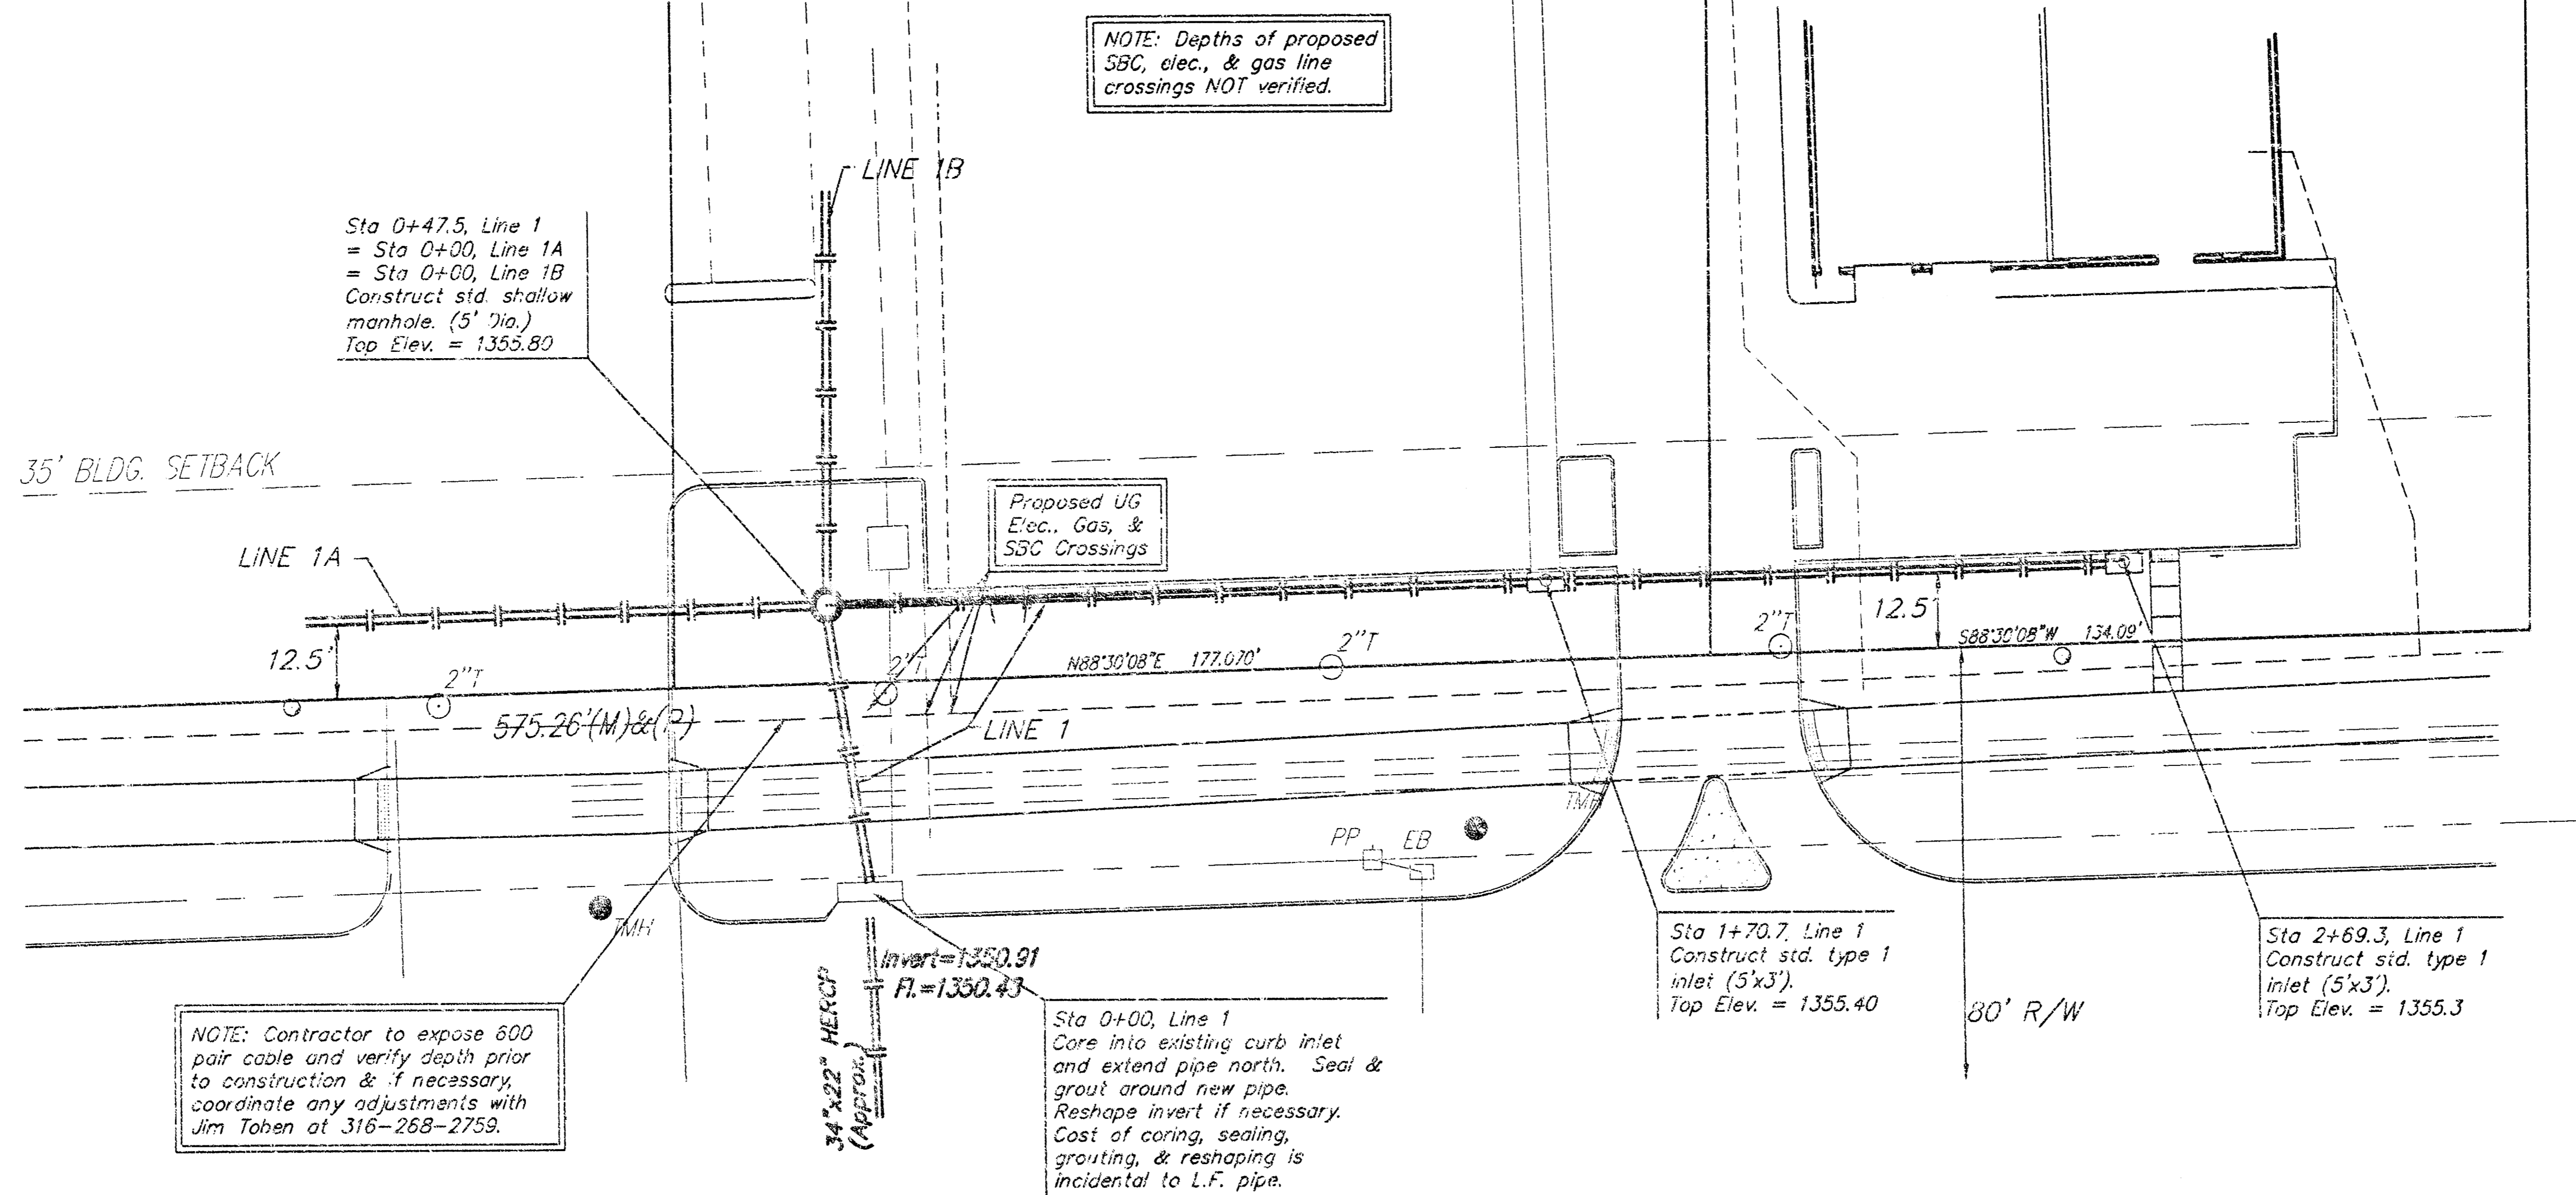 NOTE: Depths of proposed
SBC, elec., & gas line
crossings NOT verified.
LINE 1B
Sta 0+47.5, Line 1
= Sta 0+00, Line 1A
= Sta 0+00, Line 1B
Construct std. shallow
manhole. (5' Dia.)
Top Elev. = 1355.80
35' BLDG. SETBACK
Proposed UG
Elec., Gas, &
SBC Crossings
LINE 1A
12.5'
2"T
2"T
N88°30'08"E 177.070'
2"T
2"T
12.5'
S88°30'08"W 134.09'
575.26'(M)&(P)
LINE 1
TMH
PP
EB
TMH
Invert=1350.91
Fl.=1350.43
34"x22" HERCP
(Approx.)
Sta 1+70.7, Line 1
Construct std. type 1
inlet (5'x3').
Top Elev. = 1355.40
80' R/W
Sta 2+69.3, Line 1
Construct std. type 1
inlet (5'x3').
Top Elev. = 1355.3
NOTE: Contractor to expose 600
pair cable and verify depth prior
to construction & if necessary,
coordinate any adjustments with
Jim Tohen at 316-268-2759.
Sta 0+00, Line 1
Core into existing curb inlet
and extend pipe north. Seal &
grout around new pipe.
Reshape invert if necessary.
Cost of coring, sealing,
grouting, & reshaping is
incidental to L.F. pipe.